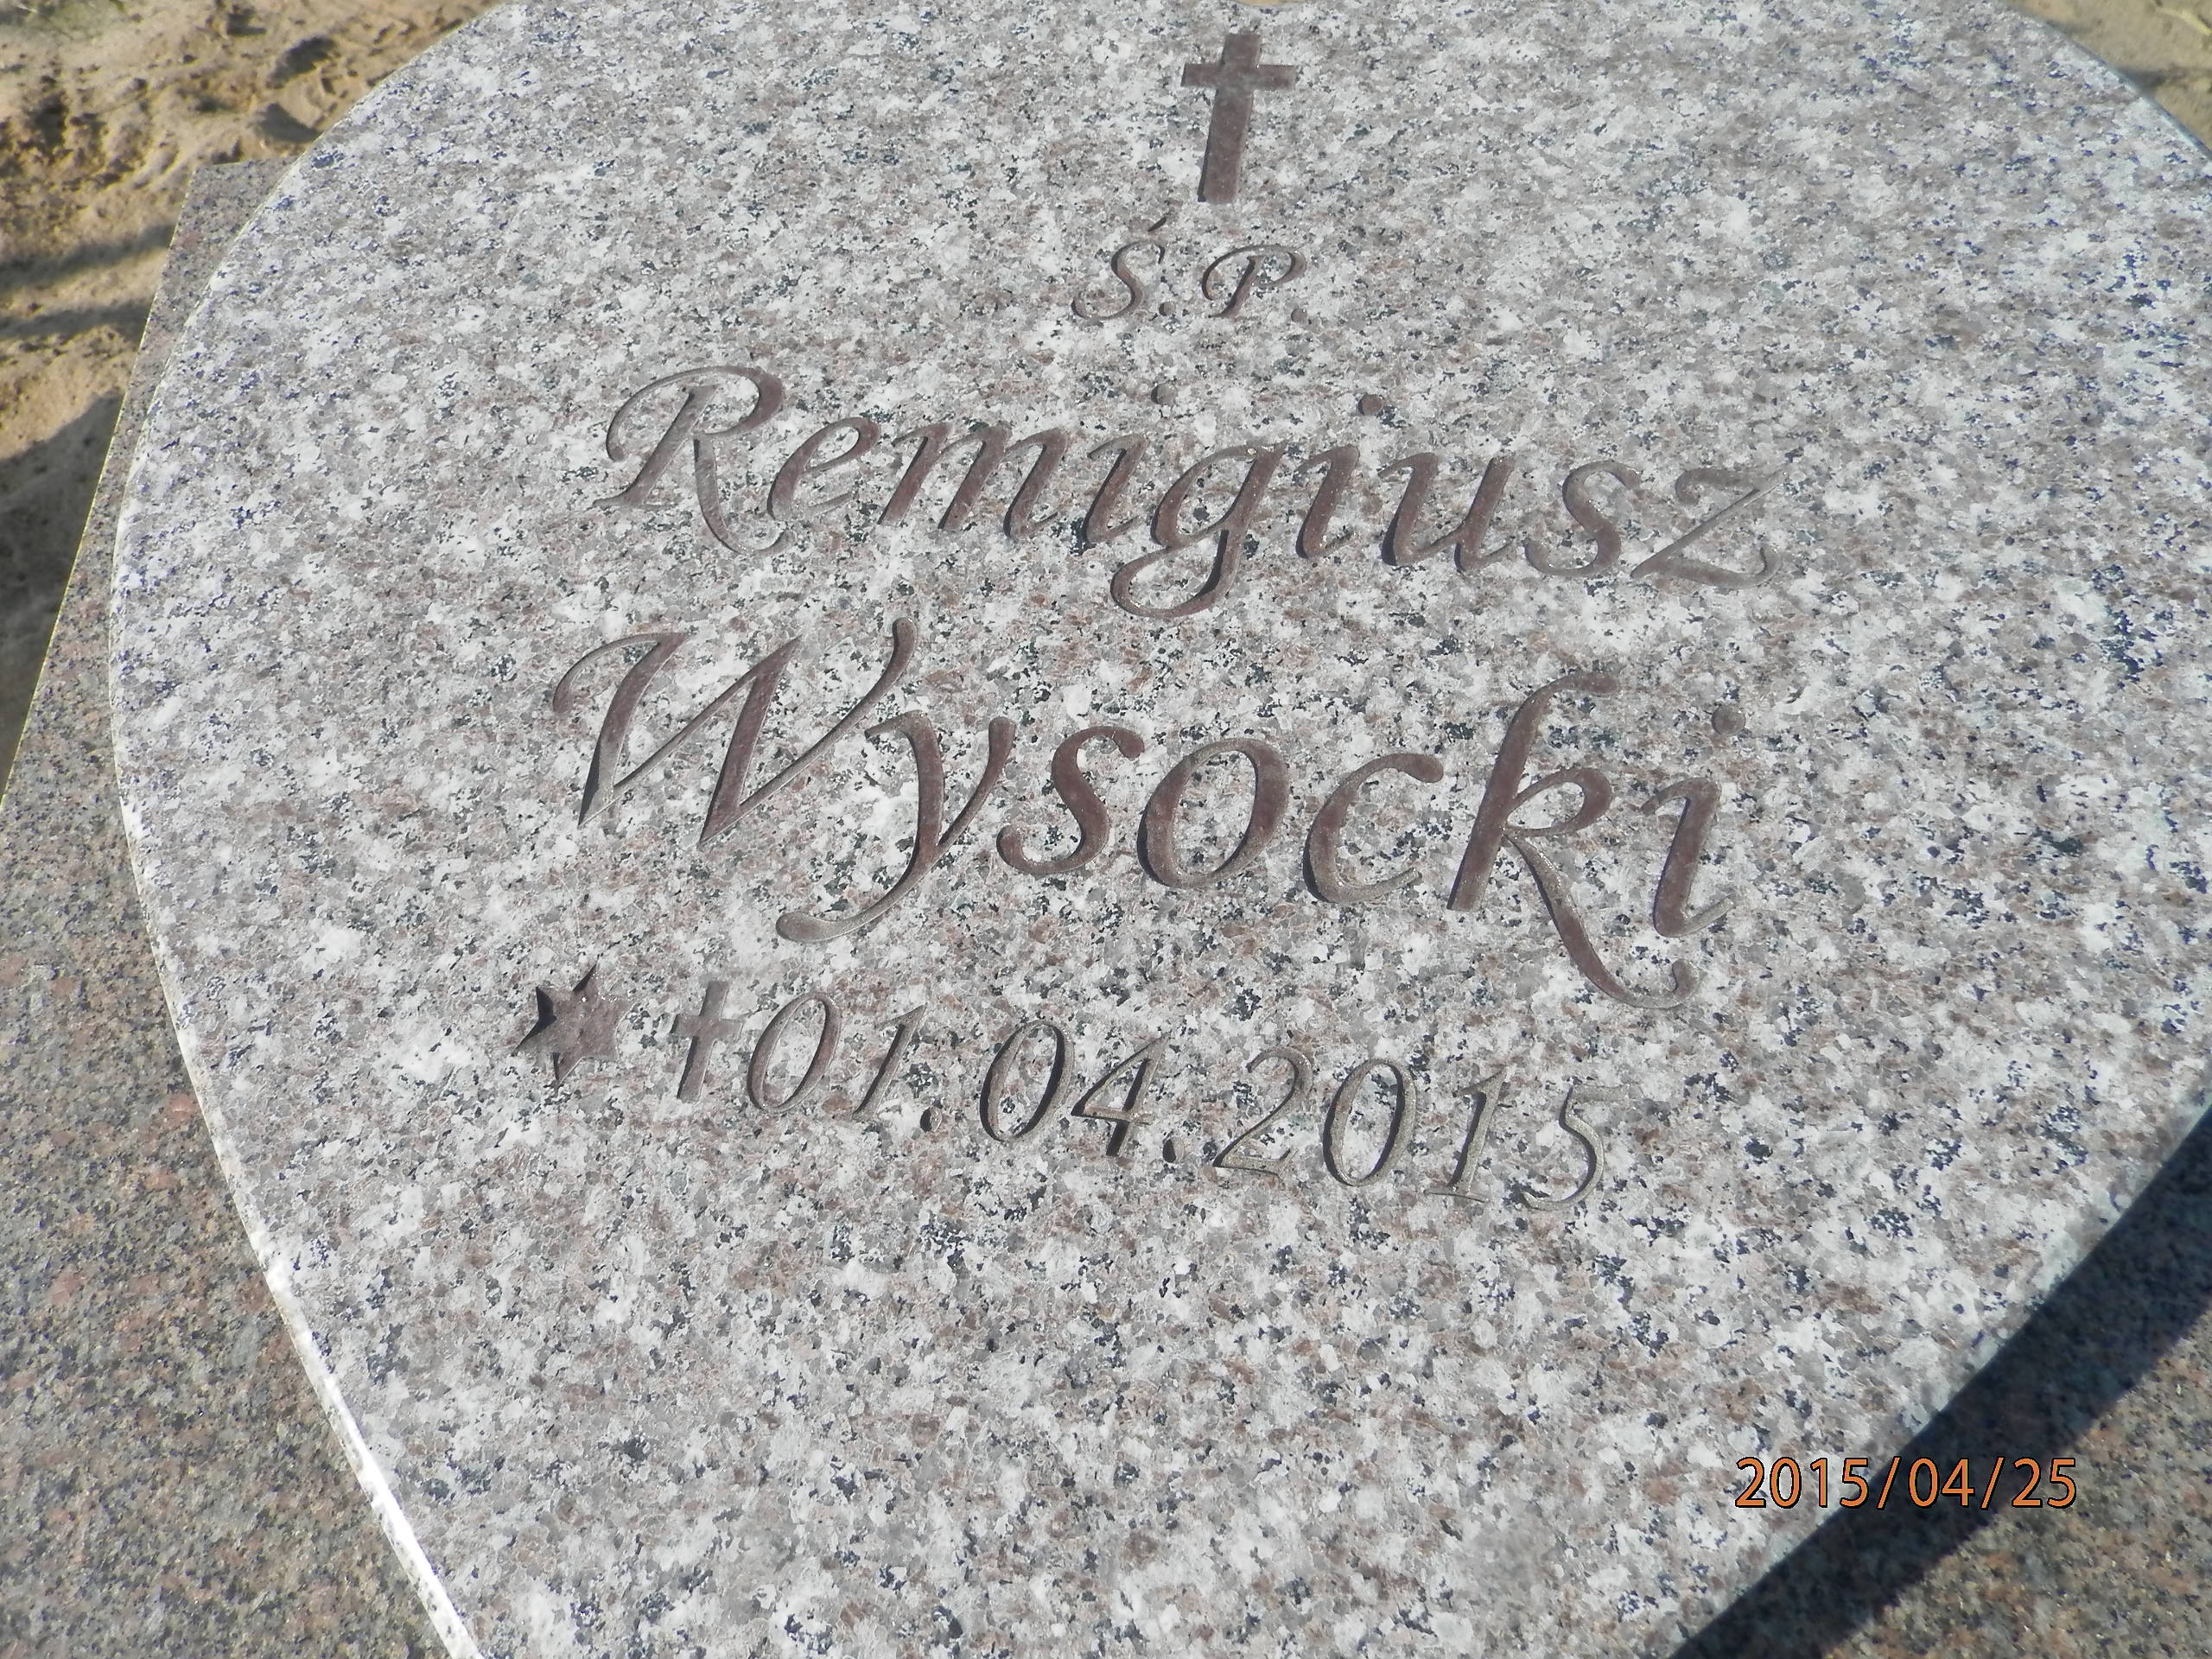 Ś.P.
Remigiusz
Wysocki
★ ✝ 01.04.2015
2015/04/25